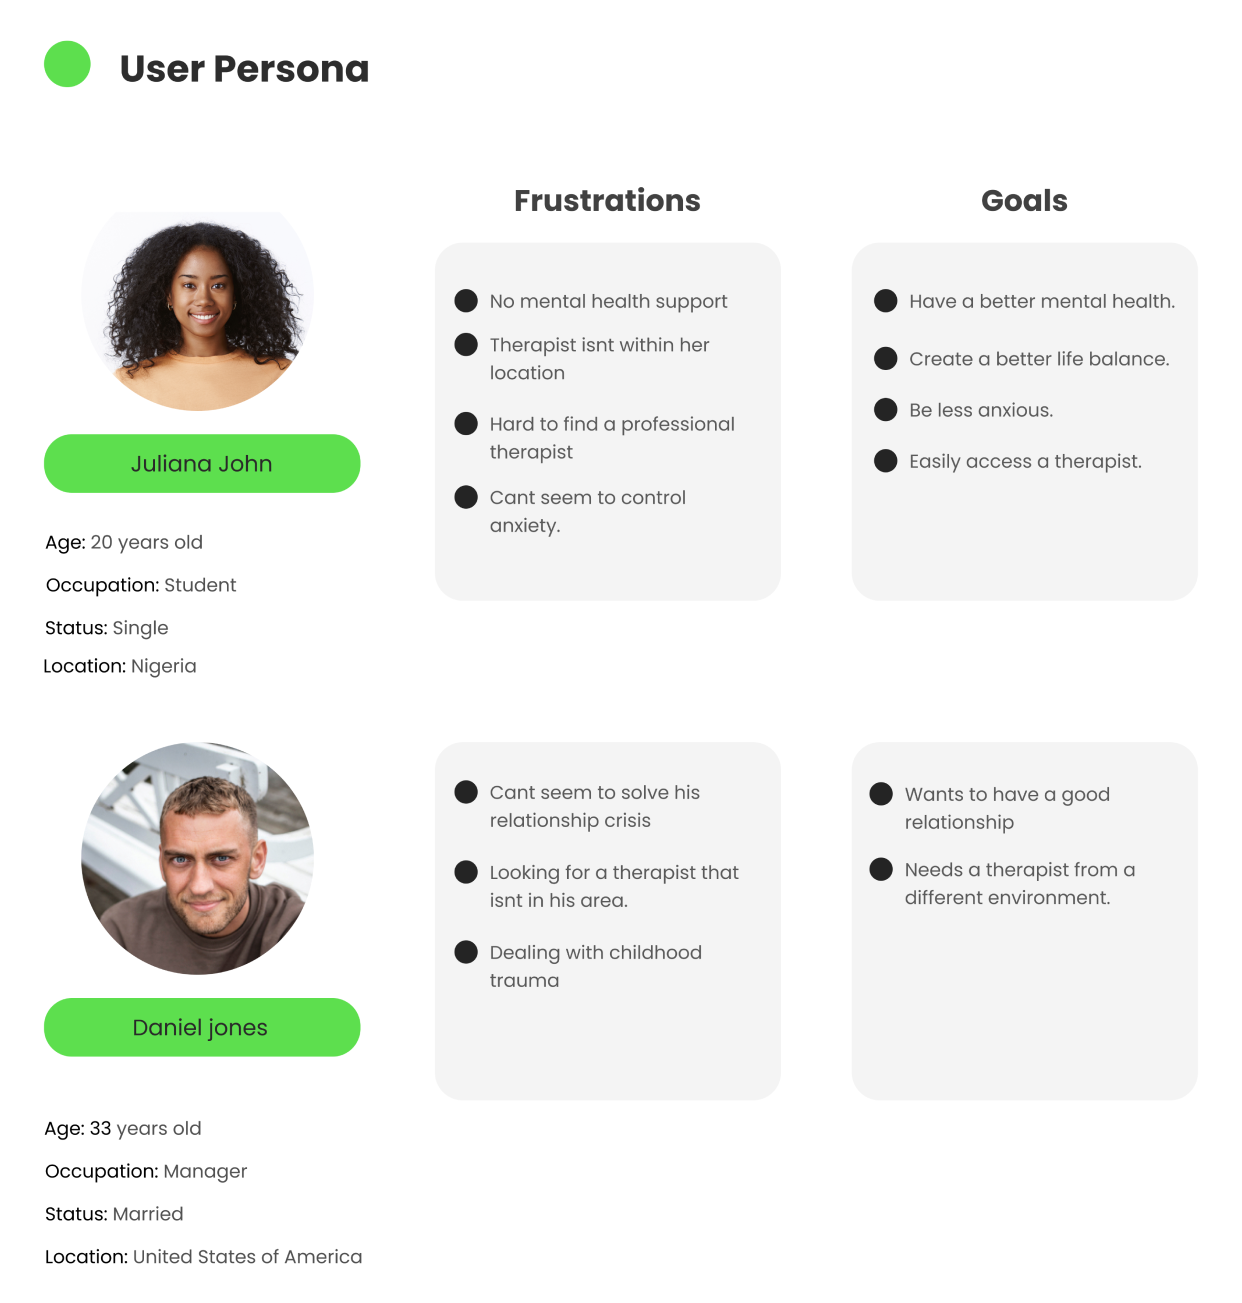 User Persona
Frustrations
Goals
Juliana John
Age: 20 years old
Occupation: Student
Status: Single
Location: Nigeria
No mental health support
Therapist isnt within her
location
Hard to find a professional
therapist
Cant seem to control
anxiety.
Have a better mental health.
Create a better life balance.
Be less anxious.
Easily access a therapist.
Daniel jones
Age: 33 years old
Occupation: Manager
Status: Married
Location: United States of America
Cant seem to solve his
relationship crisis
Looking for a therapist that
isnt in his area.
Dealing with childhood
trauma
Wants to have a good
relationship
Needs a therapist from a
different environment.